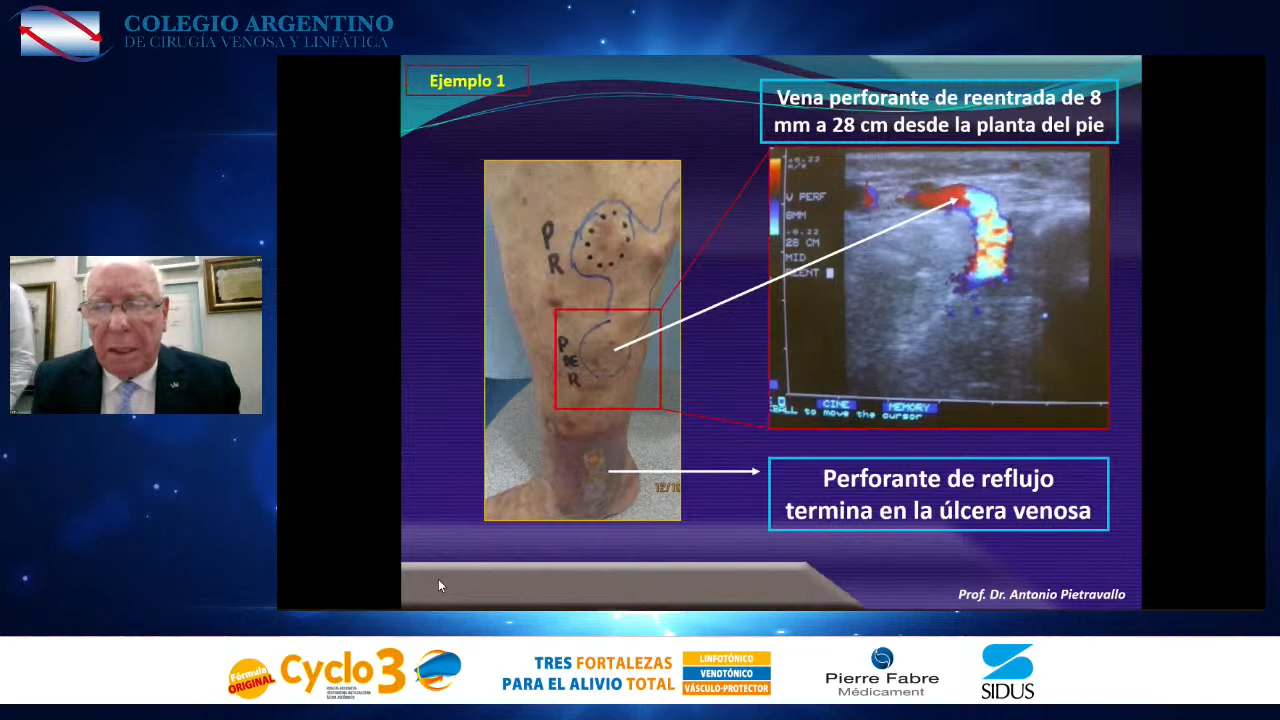 COLEGIO ARGENTINO
DE CIRUGÍA VENOSA Y LINFÁTICA
Ejemplo 1
Vena perforante de reentrada de 8
mm a 28 cm desde la planta del pie
P
R
P
DE
R
V PERF
8MM
-0.22
28 CM
MID
CINE
MEMORY
BALL to move the cursor
Perforante de reflujo
termina en la úlcera venosa
Prof. Dr. Antonio Pietravallo
Fórmula
ORIGINAL
Cyclo 3
TRES FORTALEZAS
PARA EL ALIVIO TOTAL
LINFOTÓNICO
VENOTÓNICO
VÁSCULO-PROTECTOR
Pierre Fabre
Médicament
SIDUS